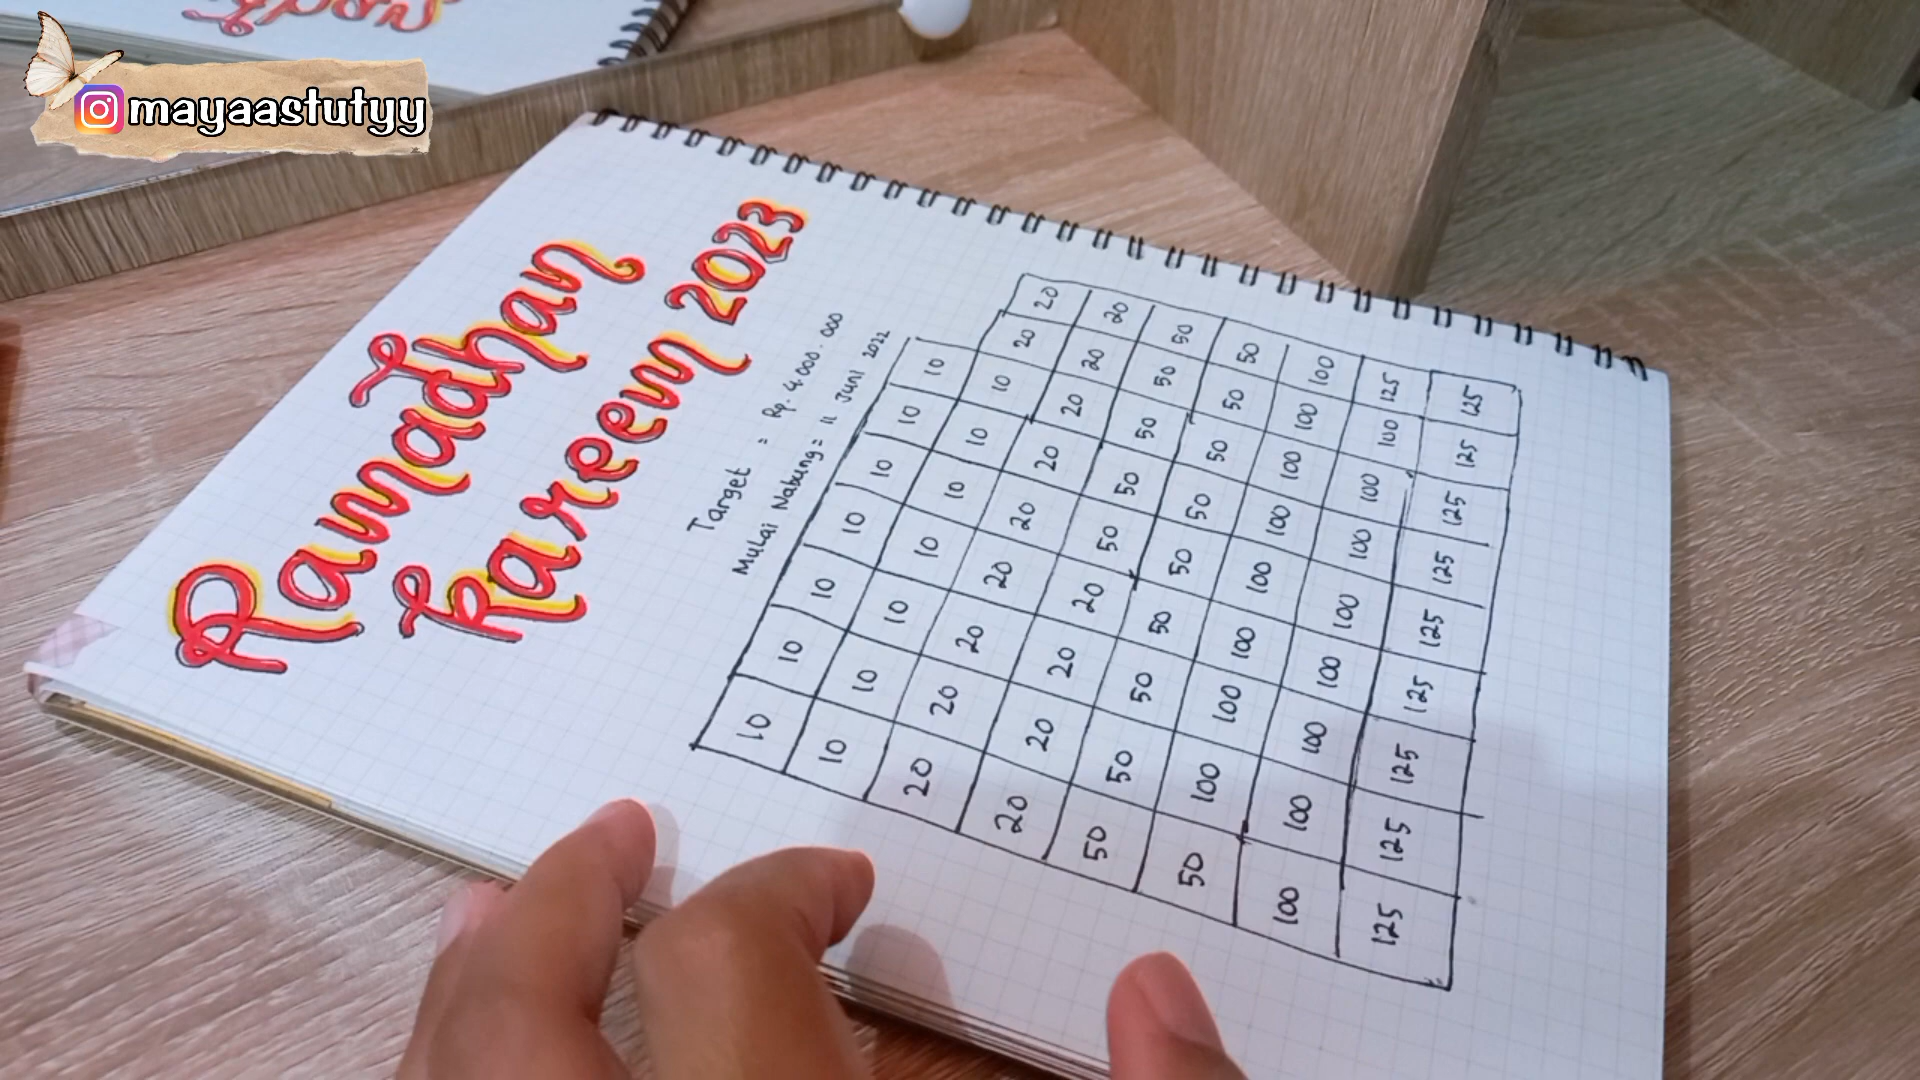 mayaastutyy
Ramadhan
Kareem 2023
Target = Rp. 4.000.000
Mulai Nabung = 11 Juni 2022
10 10 10 10 10 10 10
10 10 10 10 10 10 10 20 20
20 20 20 20 20 20 20 20 20
20 20 20 20 50 50 50 50 50
50 50 50 50 50 50 50 50 50
50 100 100 100 100 100 100 100 100
100 100 100 100 100 100 100 100 125
125 125 125 125 125 125 125 125 125